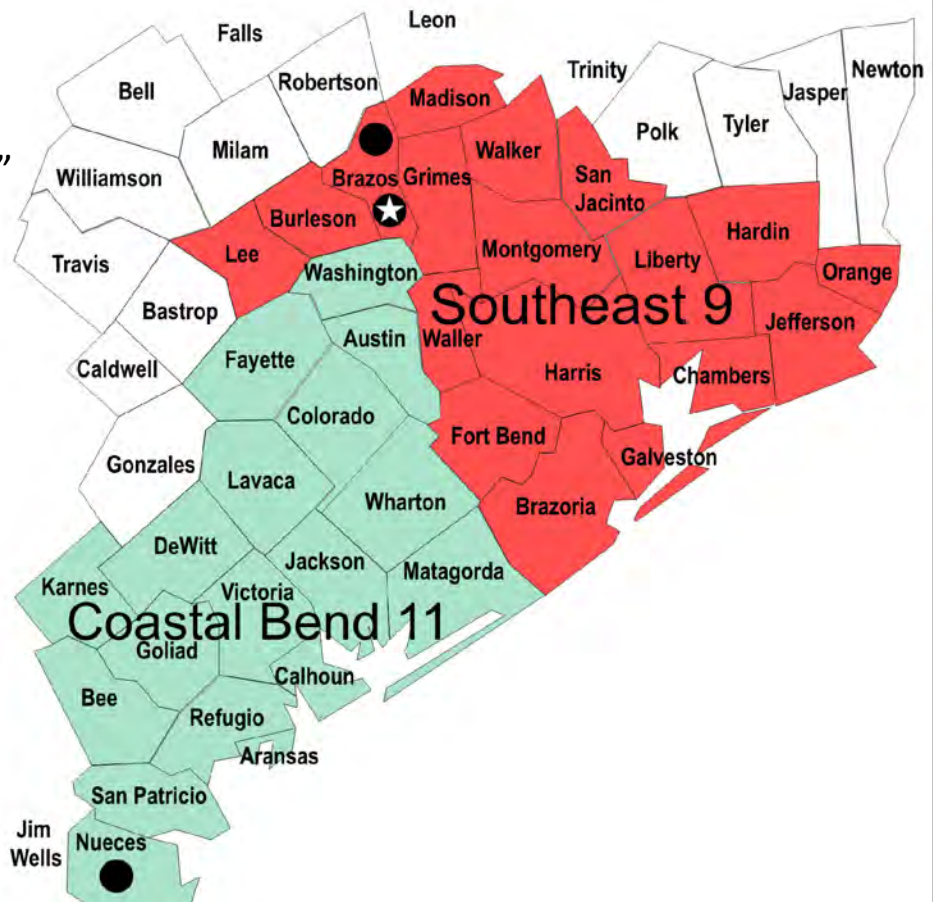 Leon
Falls
Trinity
Newton
Robertson
Jasper
Bell
Madison
Tyler
Polk
Milam
Walker
”
Williamson
Brazos
Grimes
San
Jacinto
Burleson
Hardin
Lee
Montgomery
Liberty
Travis
Washington
Orange
Southeast 9
Bastrop
Jefferson
Austin
Waller
Fayette
Caldwell
Harris
Chambers
Colorado
Fort Bend
Galveston
Gonzales
Lavaca
Wharton
Brazoria
DeWitt
Jackson
Matagorda
Karnes
Victoria
Coastal Bend 11
Goliad
Calhoun
Bee
Refugio
Aransas
San Patricio
Jim
Wells
Nueces